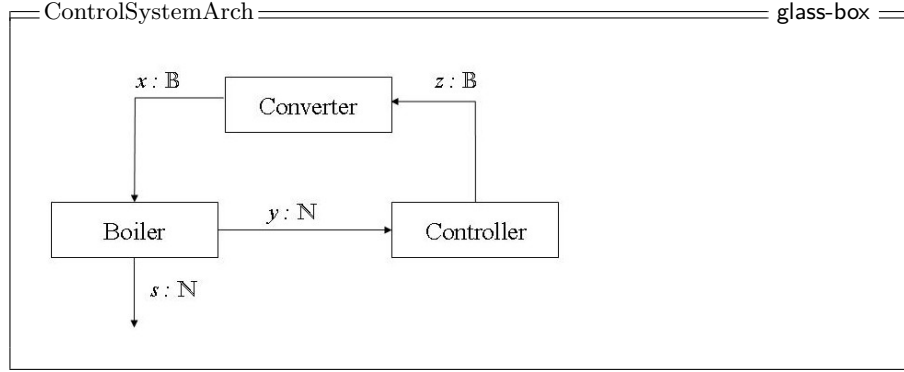 ControlSystemArch glass-box
x : 𝔹 z : 𝔹
Converter
y : ℕ
Boiler Controller
s : ℕ